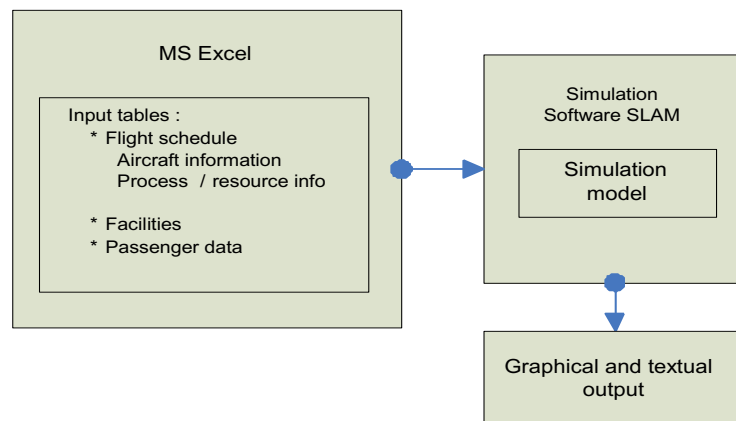 MS Excel
Input tables :
* Flight schedule
Aircraft information
Process / resource info
* Facilities
* Passenger data
Simulation
Software SLAM
Simulation
model
Graphical and textual
output